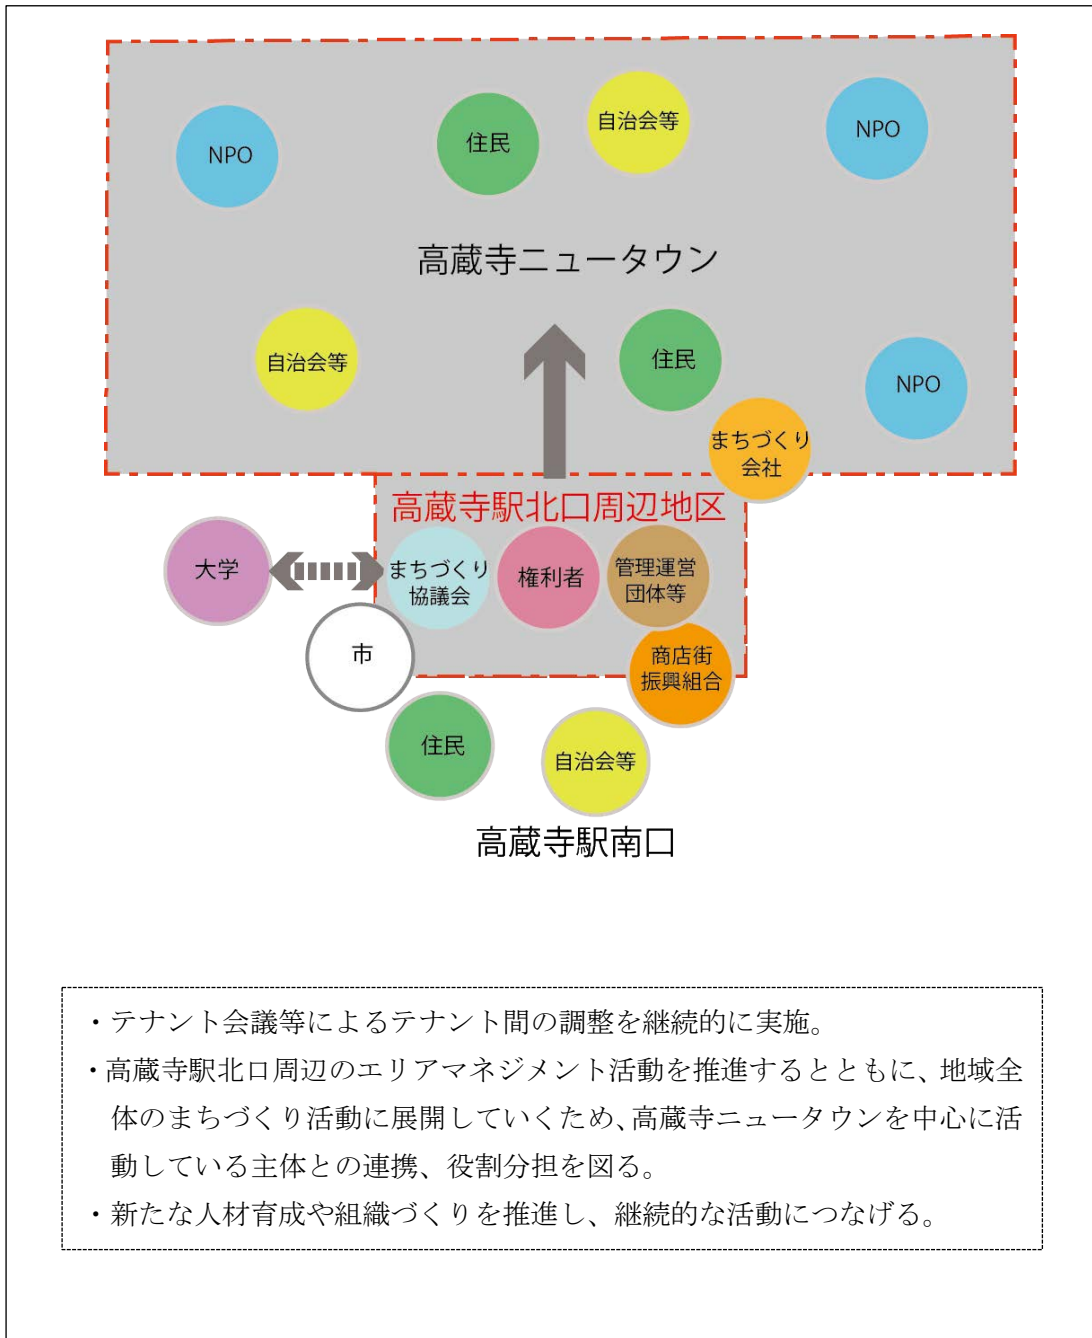 NPO
住民
自治会等
NPO
高蔵寺ニュータウン
自治会等
住民
NPO
まちづくり
会社
高蔵寺駅北口周辺地区
大学
まちづくり
協議会
権利者
管理運営
団体等
市
商店街
振興組合
住民
自治会等
高蔵寺駅南口
・テナント会議等によるテナント間の調整を継続的に実施。
・高蔵寺駅北口周辺のエリアマネジメント活動を推進するとともに、地域全
体のまちづくり活動に展開していくため、高蔵寺ニュータウンを中心に活
動している主体との連携、役割分担を図る。
・新たな人材育成や組織づくりを推進し、継続的な活動につなげる。